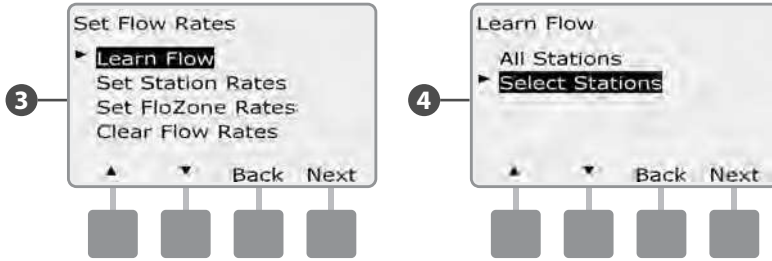 3
Set Flow Rates
► Learn Flow
Set Station Rates
Set FloZone Rates
Clear Flow Rates
▲ ▼ Back Next
4
Learn Flow
All Stations
► Select Stations
▲ ▼ Back Next